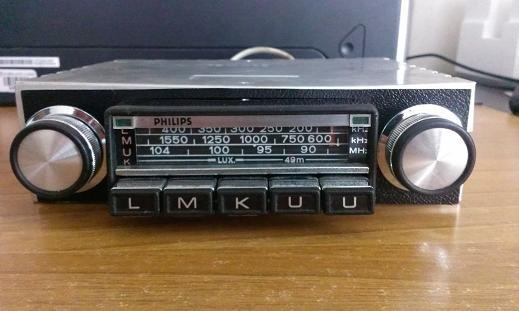 PHILIPS
L 400 350 300 250 200 kHz
M 1550 1250 1000 750 600 kHz
K 104 100 95 90 MHz
U LUX. 49m
L M K U U